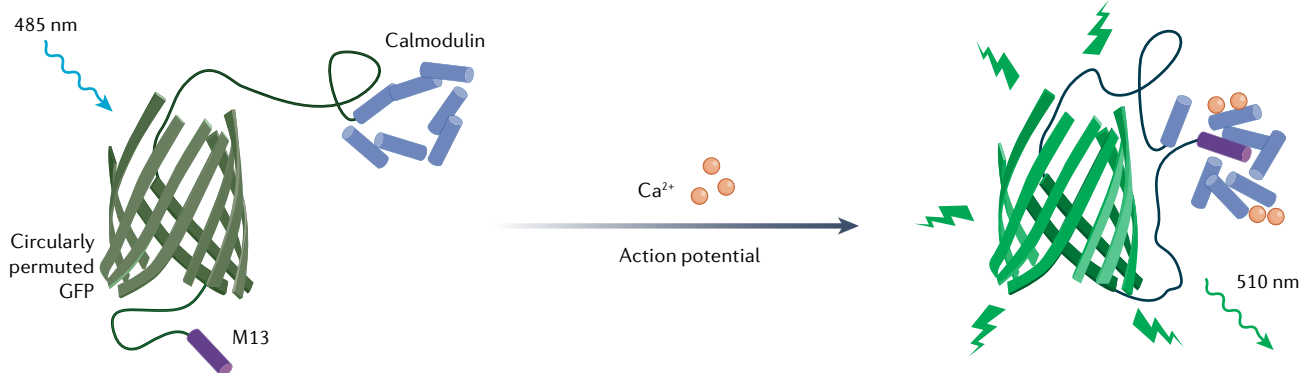 485 nm
Calmodulin
Circularly
permuted
GFP
M13
Ca²⁺
Action potential
510 nm